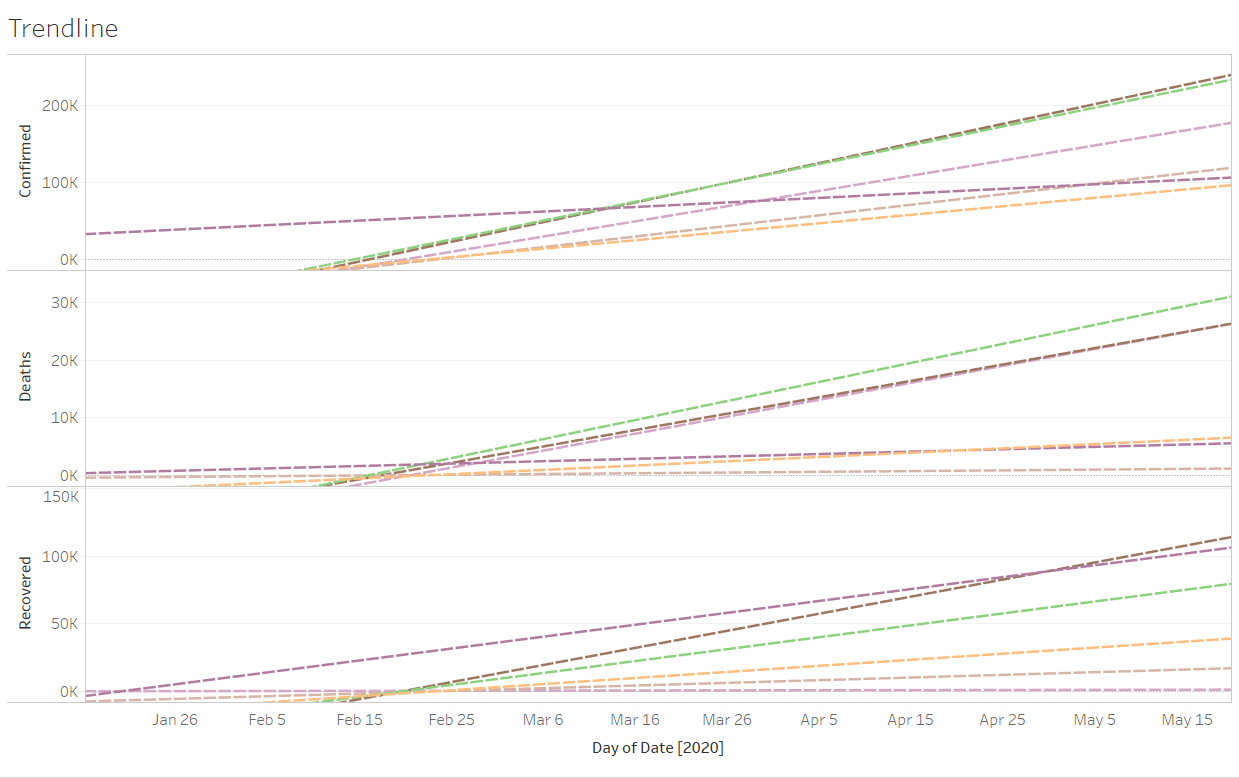 Trendline
Confirmed
200K
100K
0K
Deaths
30K
20K
10K
0K
Recovered
150K
100K
50K
0K
Jan 26 Feb 5 Feb 15 Feb 25 Mar 6 Mar 16 Mar 26 Apr 5 Apr 15 Apr 25 May 5 May 15
Day of Date [2020]